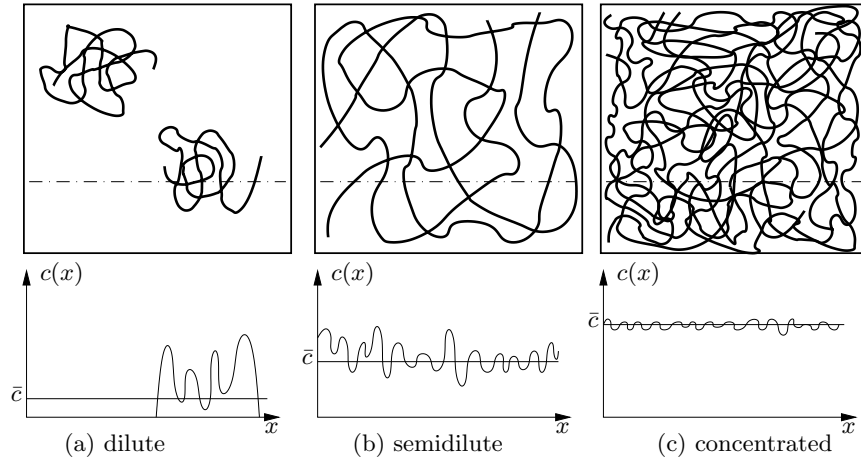 c(x)
c̄
x
(a) dilute
c(x)
c̄
x
(b) semidilute
c(x)
c̄
x
(c) concentrated